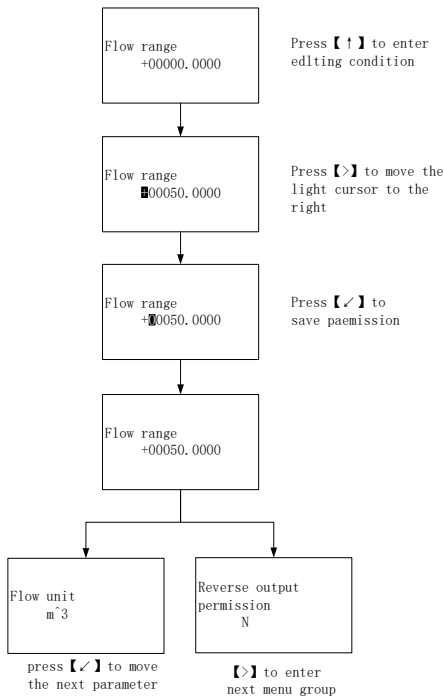 Flow range
+00000.0000
Press【↑】to enter
edlting condition
Flow range
+00050.0000
Press【>】to move the
light cursor to the
right
Flow range
+00050.0000
Press【↙】to
save paemission
Flow range
+00050.0000
Flow unit
m^3
Reverse output
permission
N
press【↙】to move
the next parameter
【>】to enter
next menu group